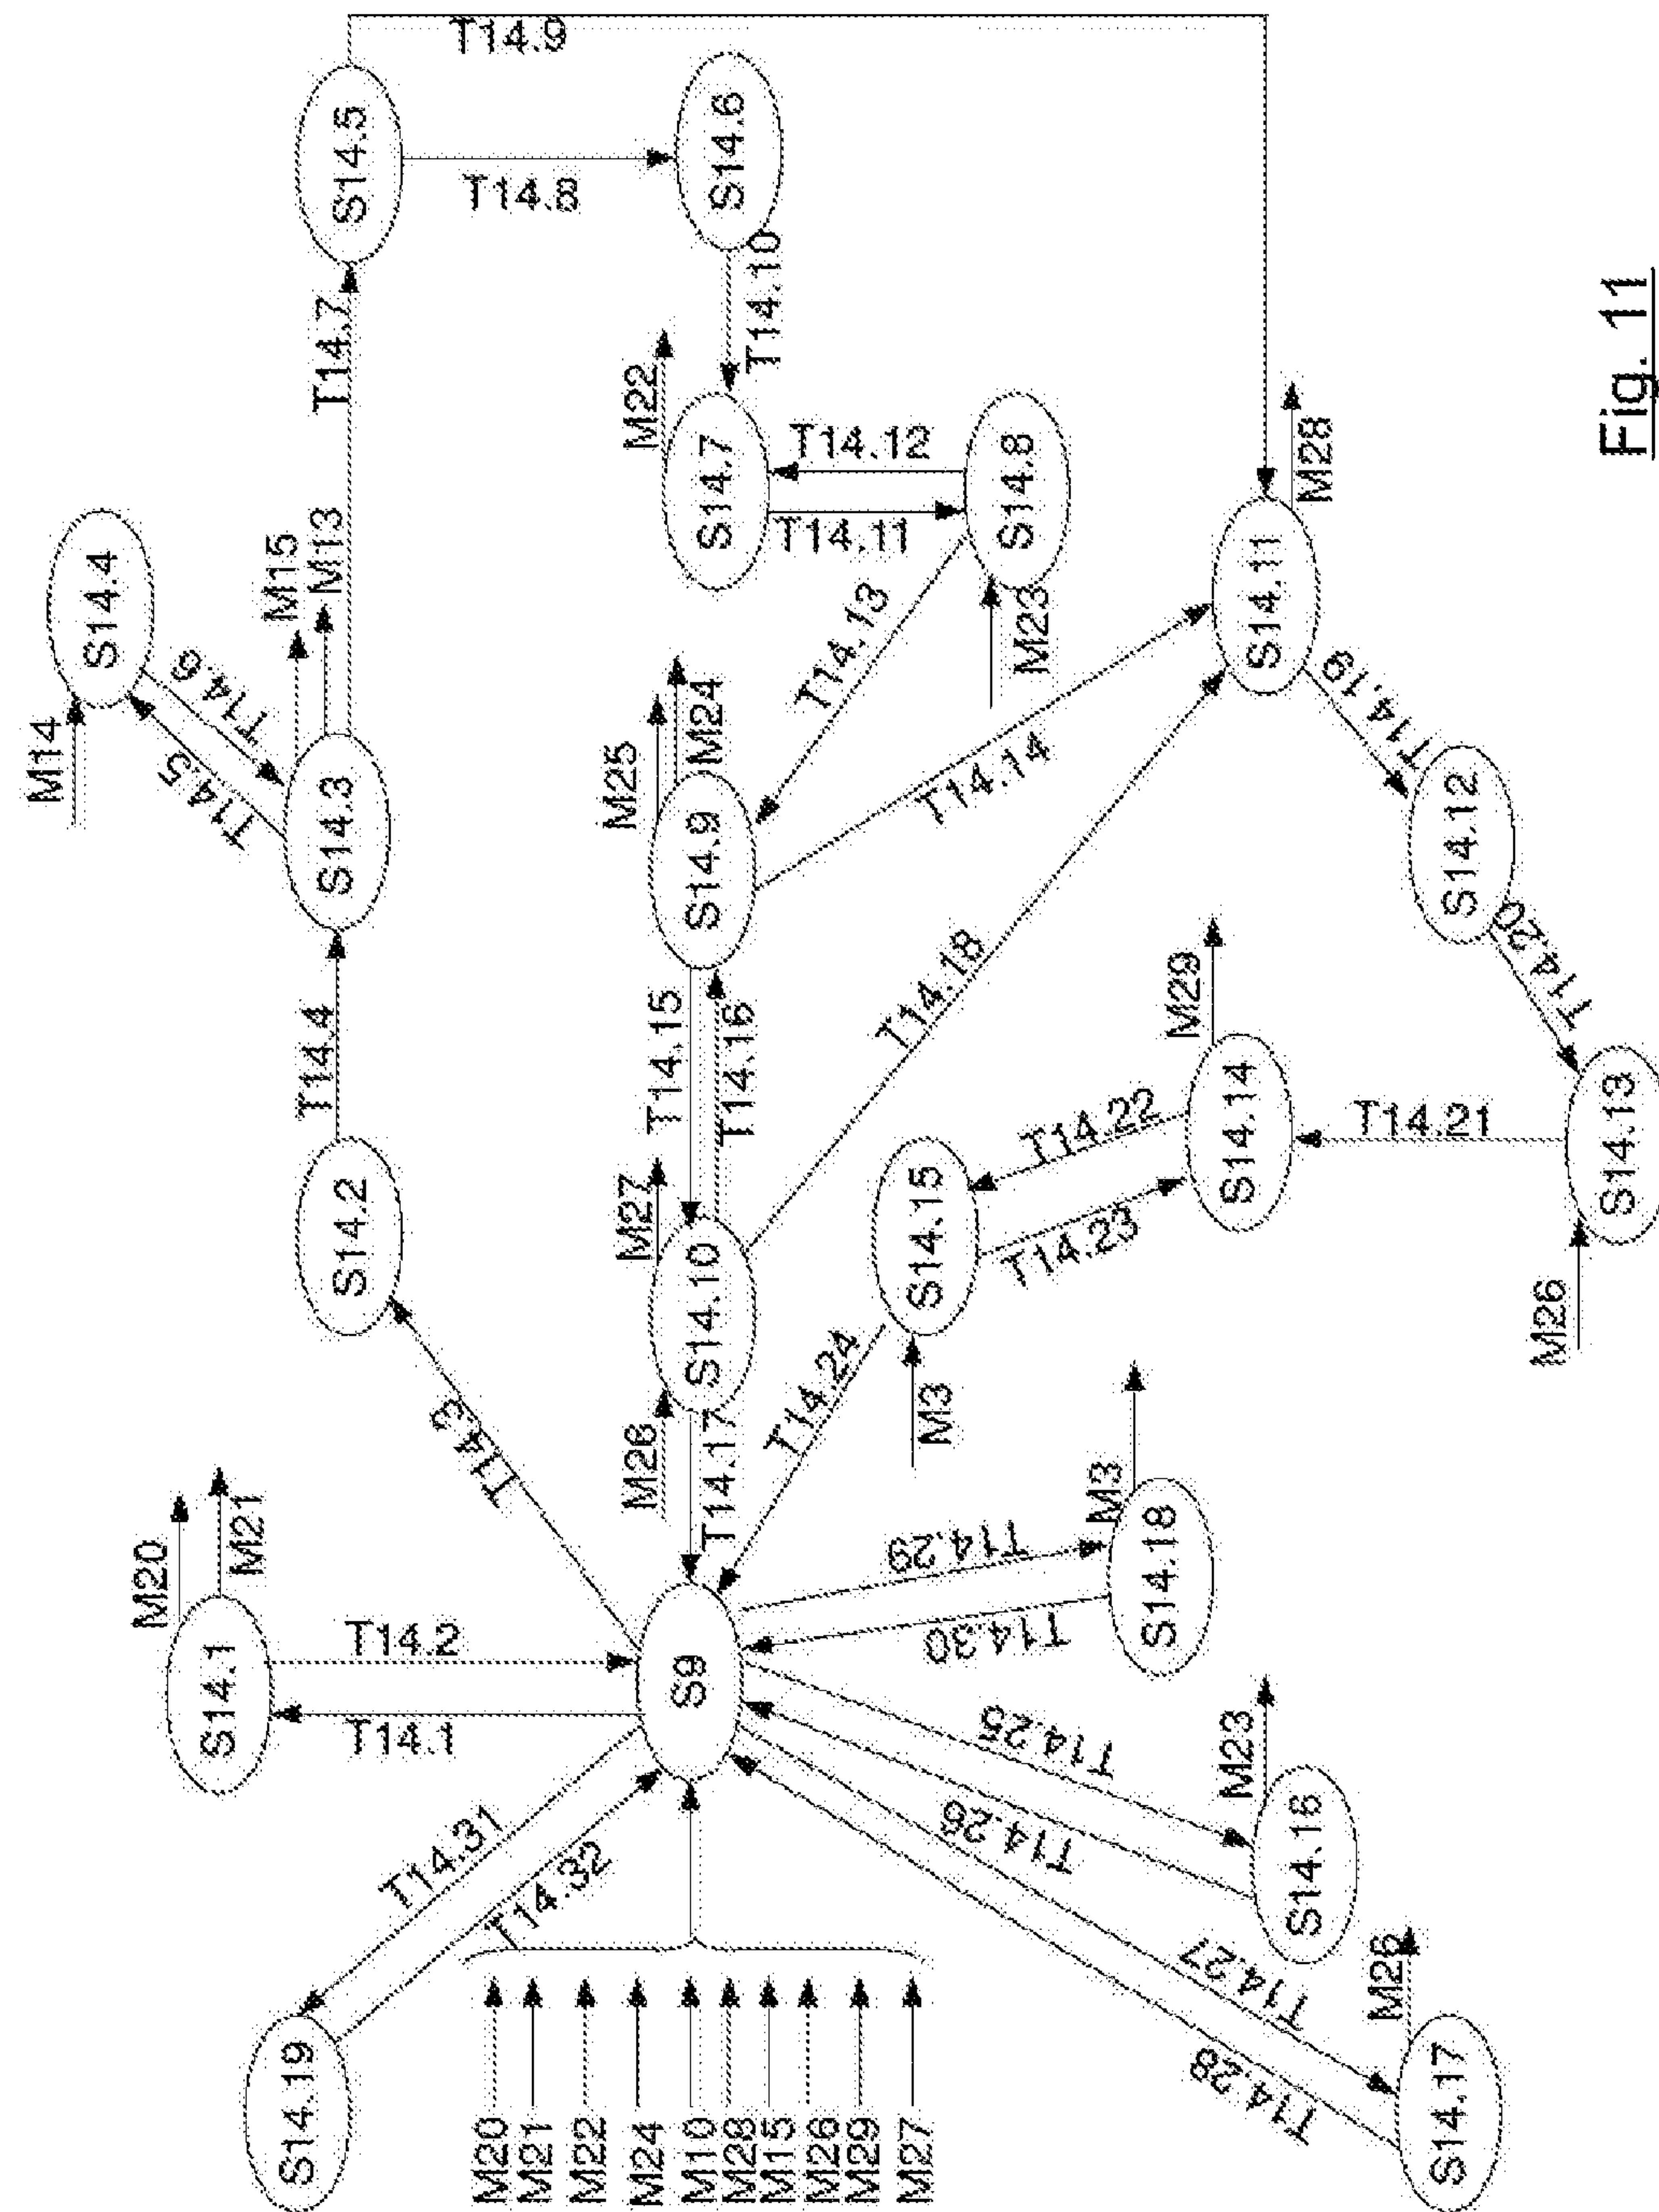 S14.19
M20
M21
M22
M24
M10
M28
M15
M26
M29
M27
T14.31
T14.32
S14.1
M20
M21
T14.1
T14.2
S9
T14.3
S14.2
T14.4
S14.3
M15
M13
T14.5
T14.6
M14
S14.4
T14.7
S14.5
T14.8
T14.9
S14.6
T14.10
S14.7
M22
T14.11
T14.12
S14.8
M23
T14.13
S14.9
M25
M24
T14.14
T14.15
T14.16
S14.10
M27
M26
T14.17
T14.18
S14.11
M28
T14.19
S14.12
T14.20
S14.13
M26
T14.21
S14.14
M29
T14.22
T14.23
S14.15
M3
T14.24
T14.29
T14.30
S14.18
M3
T14.25
T14.26
S14.16
M23
T14.27
T14.28
S14.17
M26
Fig. 11